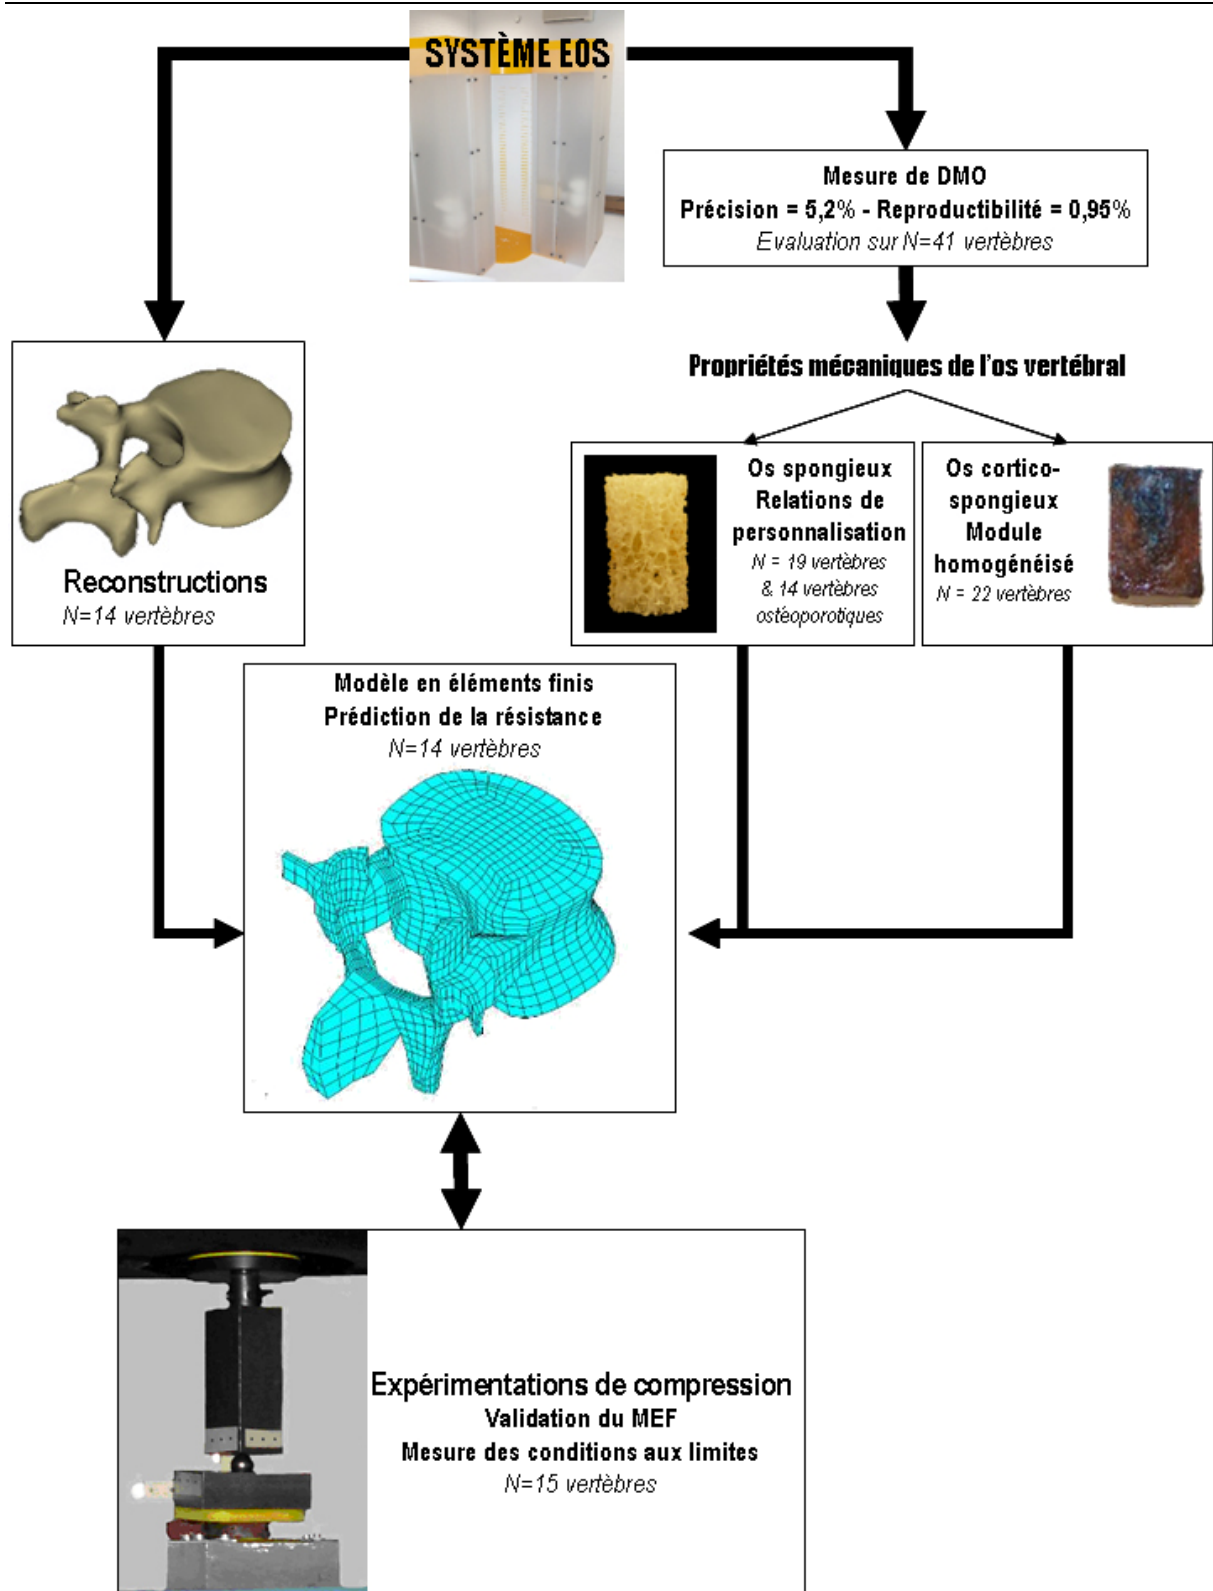 SYSTÈME EOS
Mesure de DMO
Précision = 5,2% - Reproductibilité = 0,95%
Evaluation sur N=41 vertèbres
Propriétés mécaniques de l'os vertébral
Os spongieux
Relations de
personnalisation
N = 19 vertèbres
& 14 vertèbres
ostéoporotiques
Os cortico-
spongieux
Module
homogénéisé
N = 22 vertèbres
Reconstructions
N=14 vertèbres
Modèle en éléments finis
Prédiction de la résistance
N=14 vertèbres
Expérimentations de compression
Validation du MEF
Mesure des conditions aux limites
N=15 vertèbres